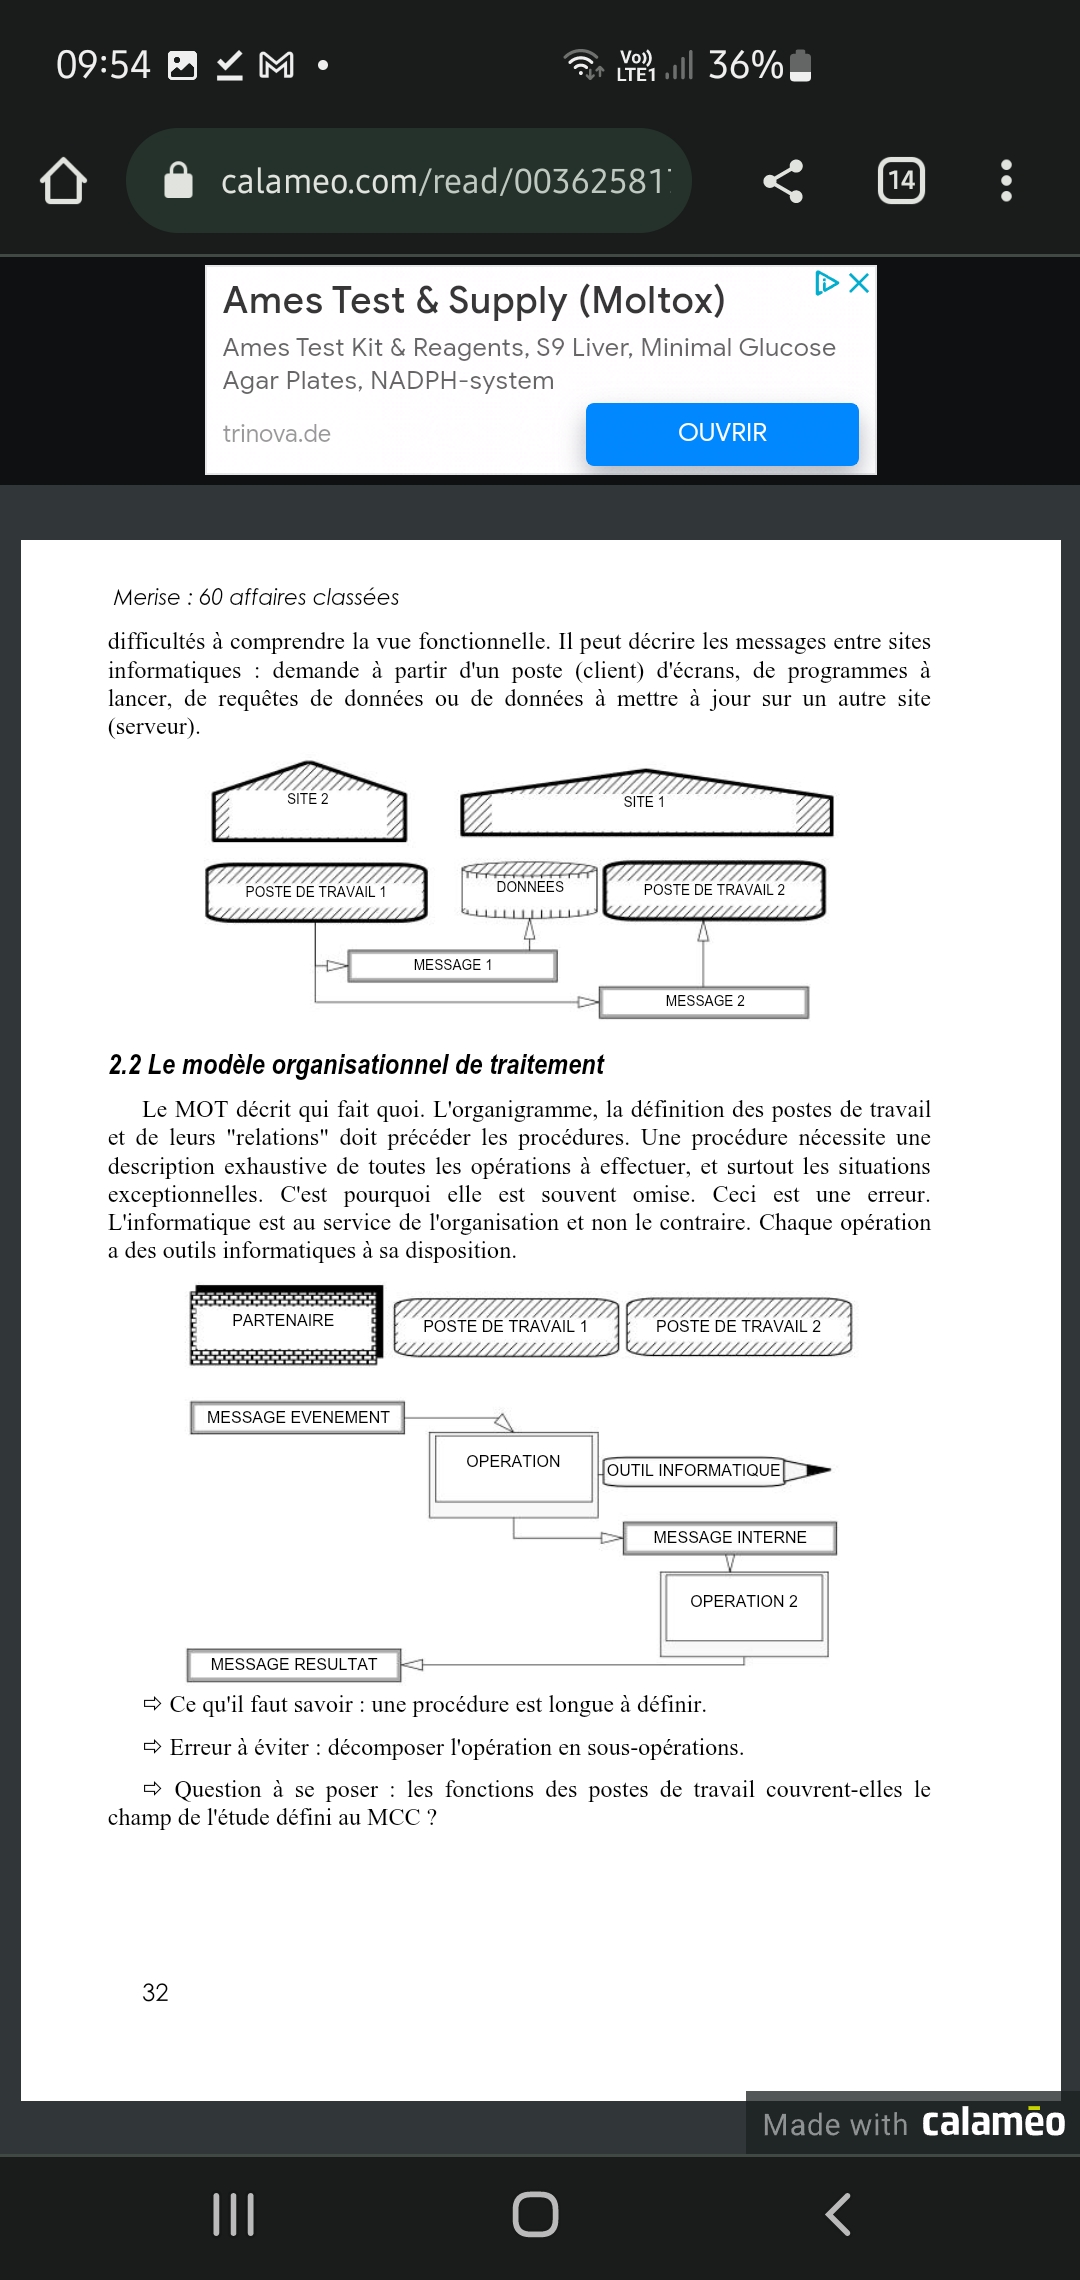 09:54
Vo))
LTE1
36%
calameo.com/read/003625817
14
Ames Test & Supply (Moltox)
Ames Test Kit & Reagents, S9 Liver, Minimal Glucose
Agar Plates, NADPH-system
trinova.de
OUVRIR
Merise : 60 affaires classées
difficultés à comprendre la vue fonctionnelle. Il peut décrire les messages entre sites
informatiques : demande à partir d'un poste (client) d'écrans, de programmes à
lancer, de requêtes de données ou de données à mettre à jour sur un autre site
(serveur).
SITE 2
SITE 1
POSTE DE TRAVAIL 1
DONNEES
POSTE DE TRAVAIL 2
MESSAGE 1
MESSAGE 2
2.2 Le modèle organisationnel de traitement
Le MOT décrit qui fait quoi. L'organigramme, la définition des postes de travail
et de leurs "relations" doit précéder les procédures. Une procédure nécessite une
description exhaustive de toutes les opérations à effectuer, et surtout les situations
exceptionnelles. C'est pourquoi elle est souvent omise. Ceci est une erreur.
L'informatique est au service de l'organisation et non le contraire. Chaque opération
a des outils informatiques à sa disposition.
PARTENAIRE
POSTE DE TRAVAIL 1
POSTE DE TRAVAIL 2
MESSAGE EVENEMENT
OPERATION
OUTIL INFORMATIQUE
MESSAGE INTERNE
OPERATION 2
MESSAGE RESULTAT
⇨ Ce qu'il faut savoir : une procédure est longue à définir.
⇨ Erreur à éviter : décomposer l'opération en sous-opérations.
⇨ Question à se poser : les fonctions des postes de travail couvrent-elles le
champ de l'étude défini au MCC ?
32
Made with calaméo